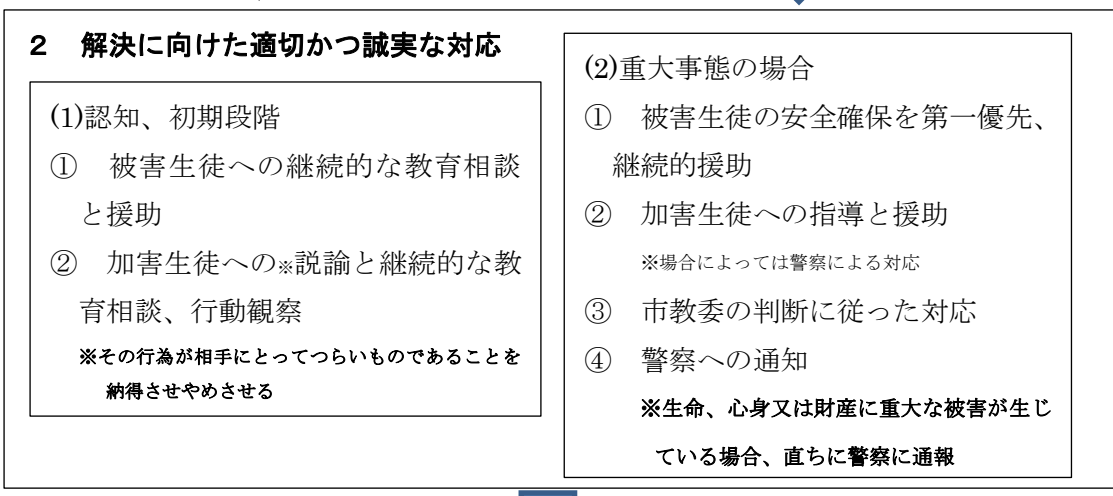 ２　解決に向けた適切かつ誠実な対応
(1)認知、初期段階
①　被害生徒への継続的な教育相談
と援助
②　加害生徒への※説諭と継続的な教
育相談、行動観察
※その行為が相手にとってつらいものであることを
納得させやめさせる
(2)重大事態の場合
①　被害生徒の安全確保を第一優先、
継続的援助
②　加害生徒への指導と援助
※場合によっては警察による対応
③　市教委の判断に従った対応
④　警察への通知
※生命、心身又は財産に重大な被害が生じ
ている場合、直ちに警察に通報